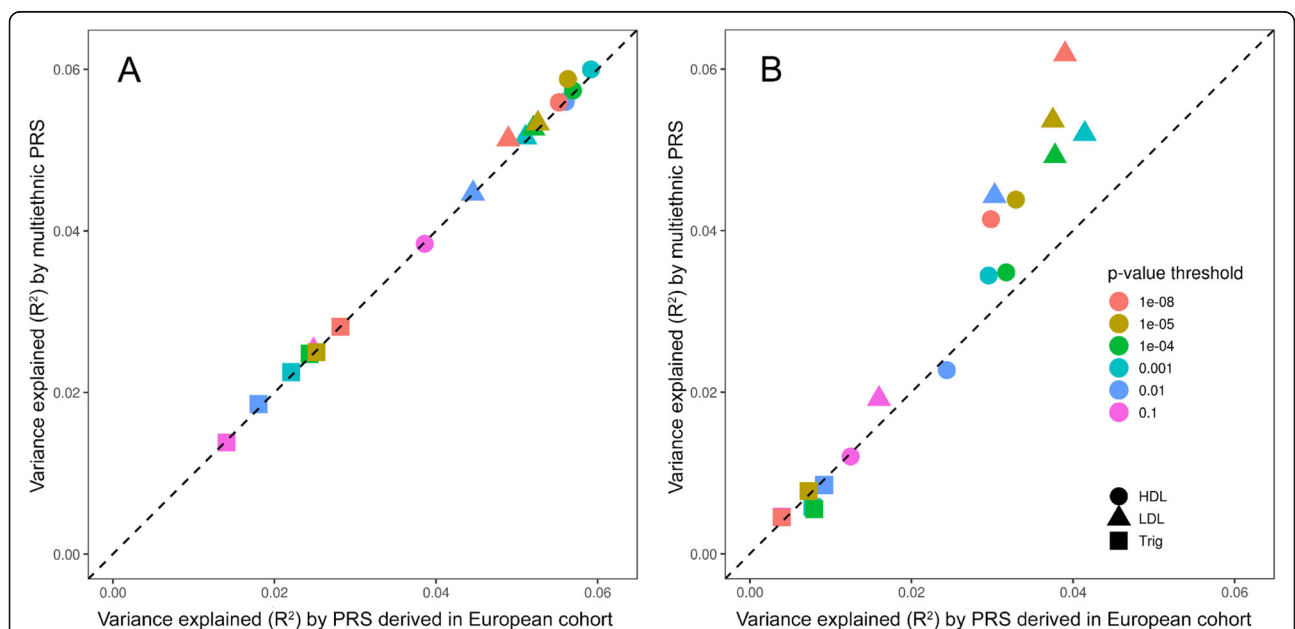 A
B
Variance explained (R²) by multiethnic PRS
0.06
0.04
0.02
0.00
0.00 0.02 0.04 0.06
Variance explained (R²) by PRS derived in European cohort
Variance explained (R²) by multiethnic PRS
0.06
0.04
0.02
0.00
0.00 0.02 0.04 0.06
Variance explained (R²) by PRS derived in European cohort
p-value threshold
1e-08
1e-05
1e-04
0.001
0.01
0.1
HDL
LDL
Trig